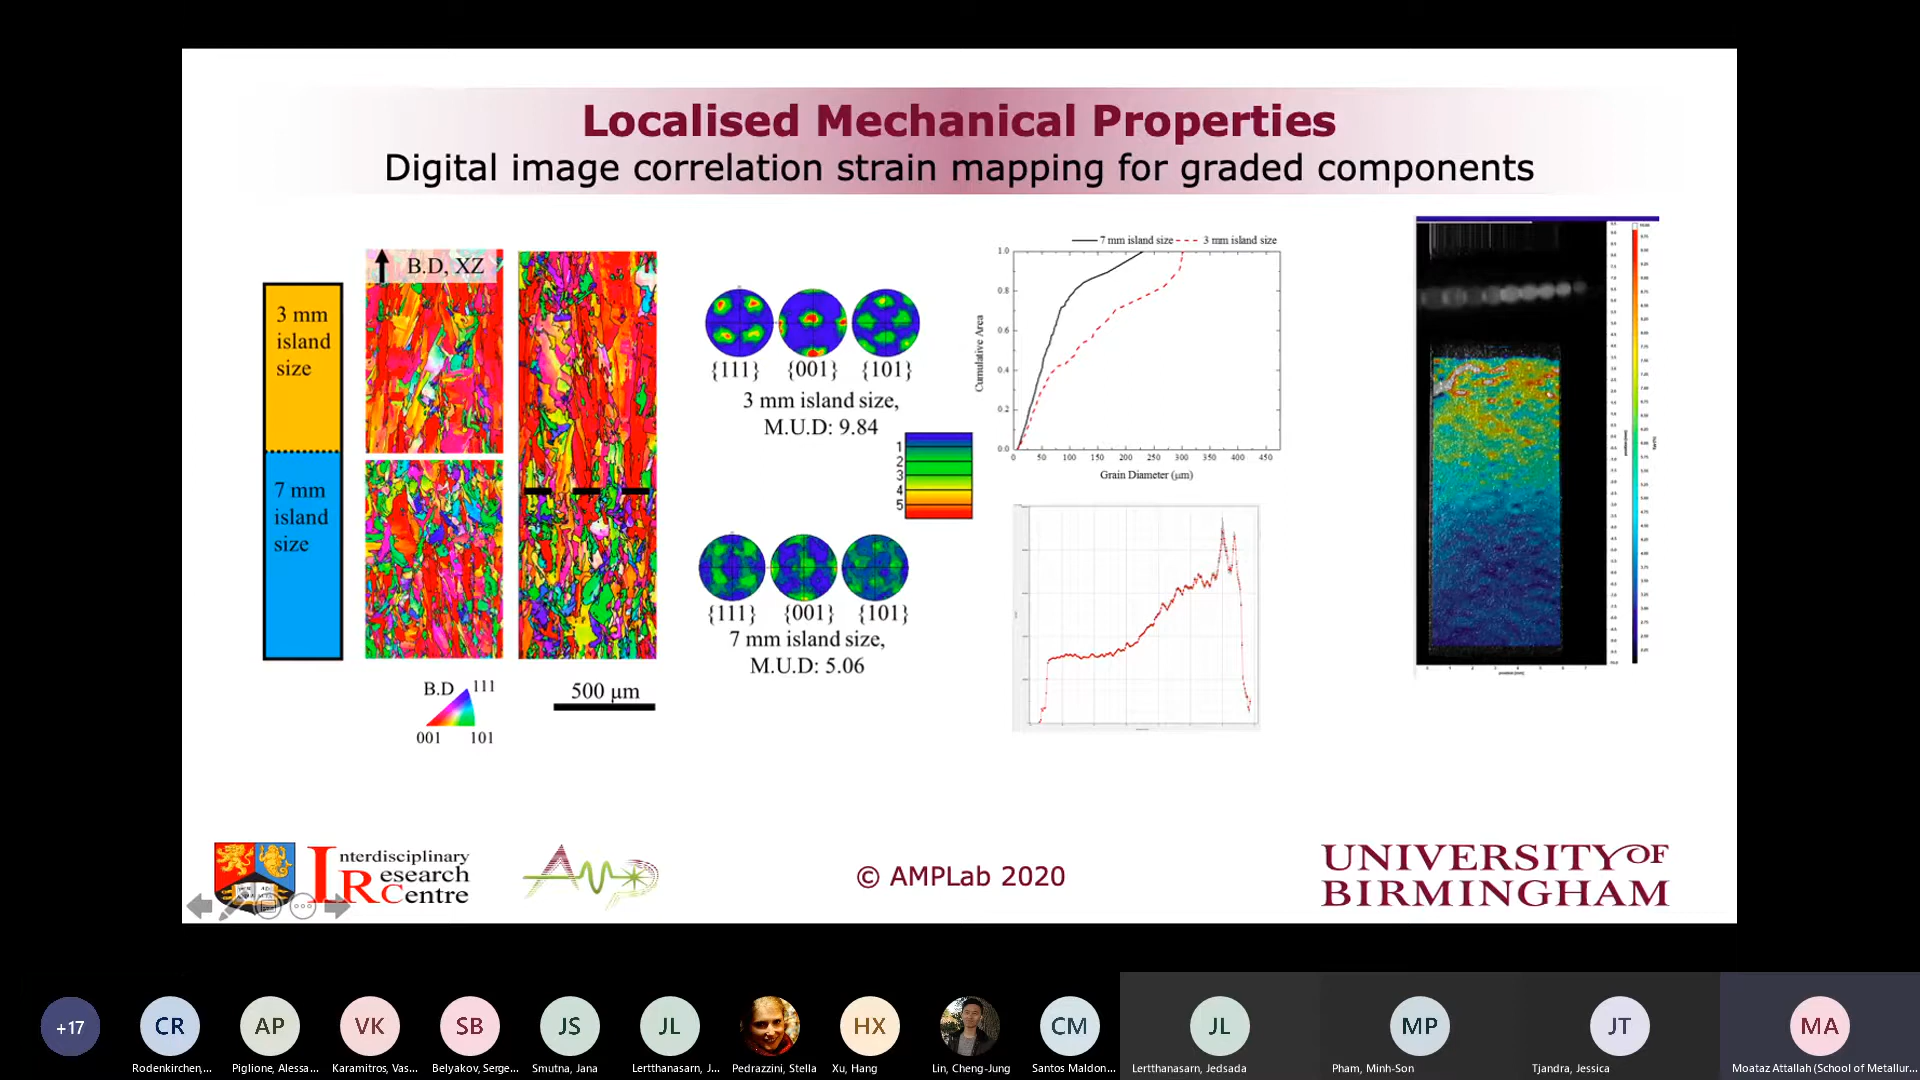 Localised Mechanical Properties
Digital image correlation strain mapping for graded components
3 mm
island
size
7 mm
island
size
B.D, XZ
B.D
111
001
101
500 μm
{111} {001} {101}
3 mm island size,
M.U.D: 9.84
1
2
3
4
5
{111} {001} {101}
7 mm island size,
M.U.D: 5.06
7 mm island size
3 mm island size
Cumulative Area
1.0
0.8
0.6
0.4
0.2
0.0
0 50 100 150 200 250 300 350 400 450
Grain Diameter (μm)
Interdisciplinary
Research
Centre
AMP
© AMPLab 2020
UNIVERSITY OF
BIRMINGHAM
+17
CR
AP
VK
SB
JS
JL
HX
CM
JL
MP
JT
MA
Rodenkirchen,...
Piglione, Alessa...
Karamitros, Vas...
Belyakov, Serge...
Smutna, Jana
Lertthanasarn, J...
Pedrazzini, Stella
Xu, Hang
Lin, Cheng-Jung
Santos Maldon...
Lertthanasarn, Jedsada
Pham, Minh-Son
Tjandra, Jessica
Moataz Attallah (School of Metallur...